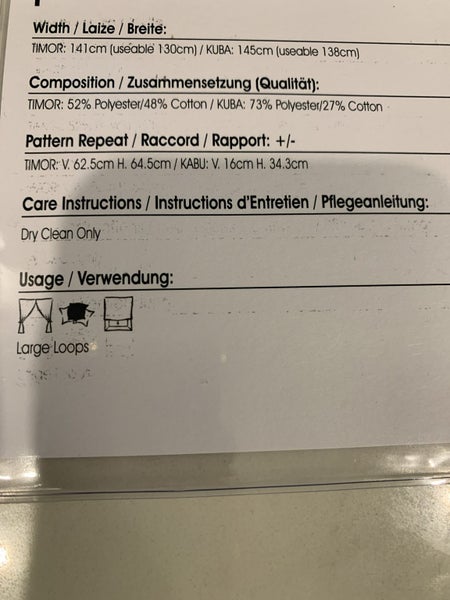 Width / Laize / Breite:
TIMOR: 141cm (useable 130cm) / KUBA: 145cm (useable 138cm)
Composition / Zusammensetzung (Qualität):
TIMOR: 52% Polyester/48% Cotton / KUBA: 73% Polyester/27% Cotton
Pattern Repeat / Raccord / Rapport: +/-
TIMOR: V. 62.5cm H. 64.5cm / KABU: V. 16cm H. 34.3cm
Care Instructions / Instructions d'Entretien / Pflegeanleitung:
Dry Clean Only
Usage / Verwendung:
Large Loops